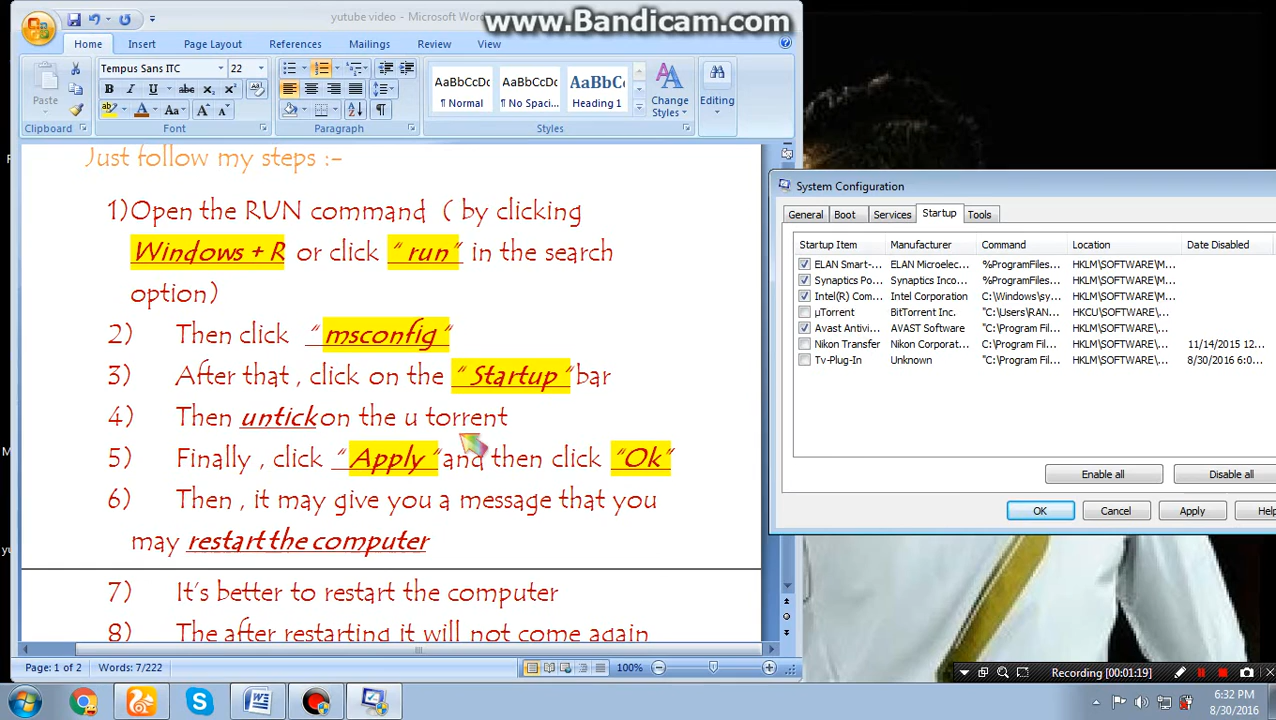 yutube video - Microsoft Wor
www.Bandicam.com
Home Insert Page Layout References Mailings Review View
Tempus Sans ITC 22
AaBbCcDc AaBbCcDc AaBbCc
Paste ¶ Normal ¶ No Spaci... Heading 1 Change Styles Editing
Clipboard Font Paragraph Styles
Just follow my steps :-
1)Open the RUN command ( by clicking
Windows + R or click " run" in the search
option)
2) Then click " msconfig "
3) After that , click on the " Startup " bar
4) Then untick on the u torrent
5) Finally , click " Apply " and then click "Ok"
6) Then , it may give you a message that you
may restart the computer
7) It's better to restart the computer
8) The after restarting it will not come again
Page: 1 of 2 Words: 7/222 100%
System Configuration
General Boot Services Startup Tools
Startup Item Manufacturer Command Location Date Disabled
ELAN Smart-... ELAN Microelec... %ProgramFiles... HKLM\SOFTWARE\M...
Synaptics Po... Synaptics Inco... %ProgramFiles... HKLM\SOFTWARE\M...
Intel(R) Com... Intel Corporation C:\Windows\sy... HKLM\SOFTWARE\M...
µTorrent BitTorrent Inc. "C:\Users\RAN... HKCU\SOFTWARE\M...
Avast Antivi... AVAST Software "C:\Program Fil... HKLM\SOFTWARE\M...
Nikon Transfer Nikon Corporat... C:\Program Fil... HKLM\SOFTWARE\M... 11/14/2015 12...
Tv-Plug-In Unknown "C:\Program Fil... HKLM\SOFTWARE\M... 8/30/2016 6:0...
Enable all Disable all
OK Cancel Apply Help
Recording [00:01:19]
6:32 PM
8/30/2016